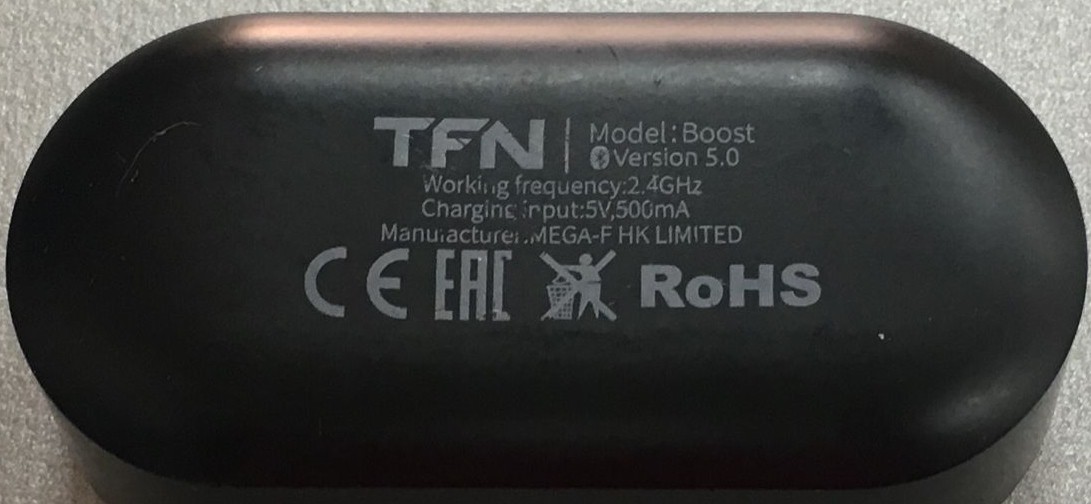 TFN
Model:Boost
Version 5.0
Working frequency:2.4GHz
Charging input:5V,500mA
Manufacturer:MEGA-F HK LIMITED
CE EAC RoHS